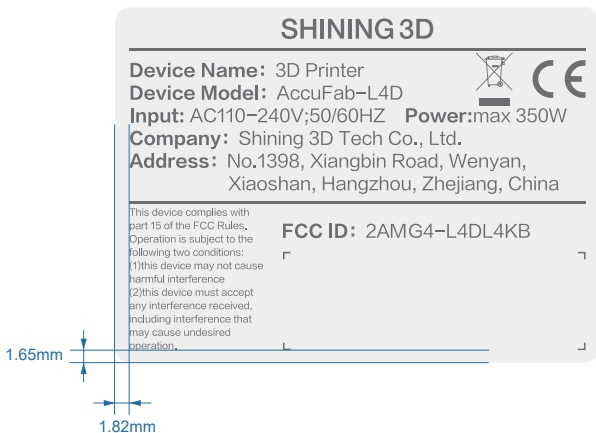 SHINING 3D
Device Name: 3D Printer
Device Model: AccuFab-L4D
Input: AC110-240V;50/60HZ Power:max 350W
Company: Shining 3D Tech Co., Ltd.
Address: No.1398, Xiangbin Road, Wenyan,
Xiaoshan, Hangzhou, Zhejiang, China
This device complies with
part 15 of the FCC Rules.
Operation is subject to the
following two conditions:
(1)this device may not cause
harmful interference
(2)this device must accept
any interference received,
including interference that
may cause undesired
operation.
FCC ID: 2AMG4-L4DL4KB
1.65mm
1.82mm